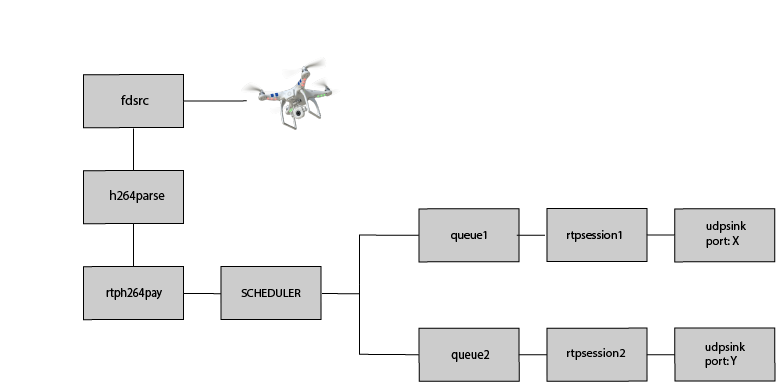 fdsrc
h264parse
rtph264pay
SCHEDULER
queue1
rtpsession1
udpsink
port: X
queue2
rtpsession2
udpsink
port: Y